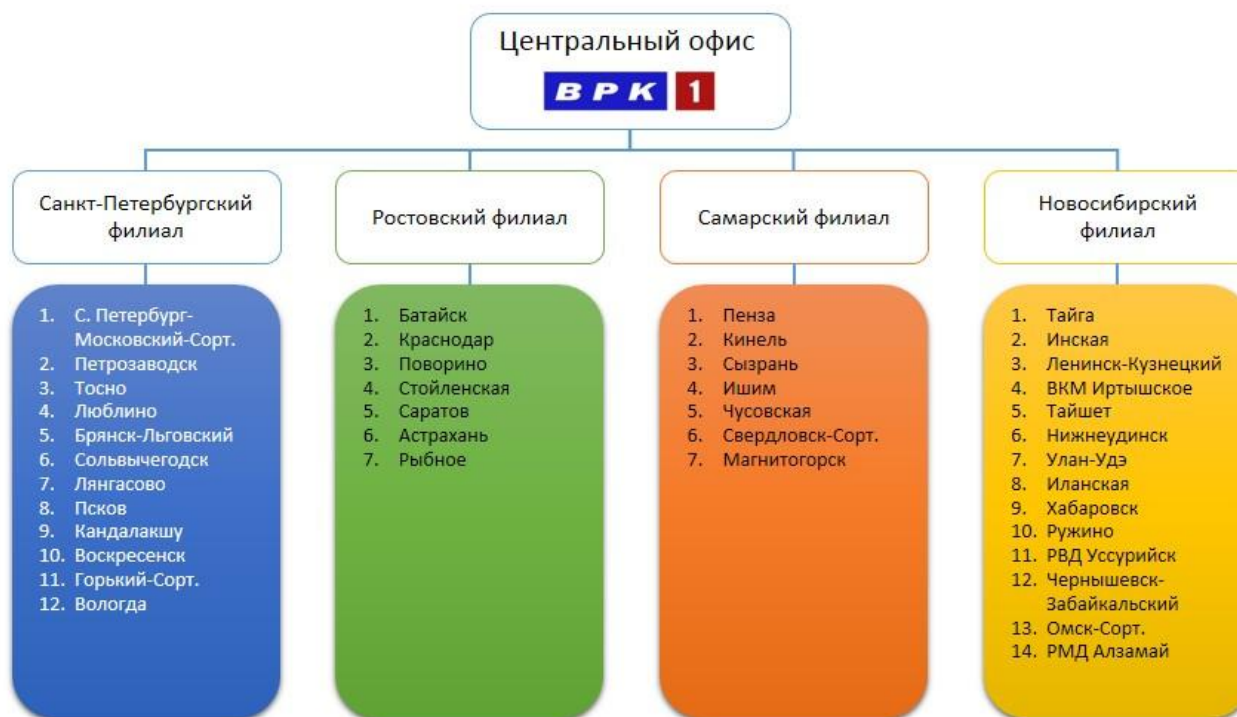 Центральный офис
ВРК 1
Санкт-Петербургский
филиал
Ростовский филиал
Самарский филиал
Новосибирский
филиал
1. С. Петербург-
Московский-Сорт.
2. Петрозаводск
3. Тосно
4. Люблино
5. Брянск-Льговский
6. Сольвычегодск
7. Лянгасово
8. Псков
9. Кандалакшу
10. Воскресенск
11. Горький-Сорт.
12. Вологда
1. Батайск
2. Краснодар
3. Поворино
4. Стойленская
5. Саратов
6. Астрахань
7. Рыбное
1. Пенза
2. Кинель
3. Сызрань
4. Ишим
5. Чусовская
6. Свердловск-Сорт.
7. Магнитогорск
1. Тайга
2. Инская
3. Ленинск-Кузнецкий
4. ВКМ Иртышское
5. Тайшет
6. Нижнеудинск
7. Улан-Удэ
8. Иланская
9. Хабаровск
10. Ружино
11. РВД Уссурийск
12. Чернышевск-
Забайкальский
13. Омск-Сорт.
14. РМД Алзамай